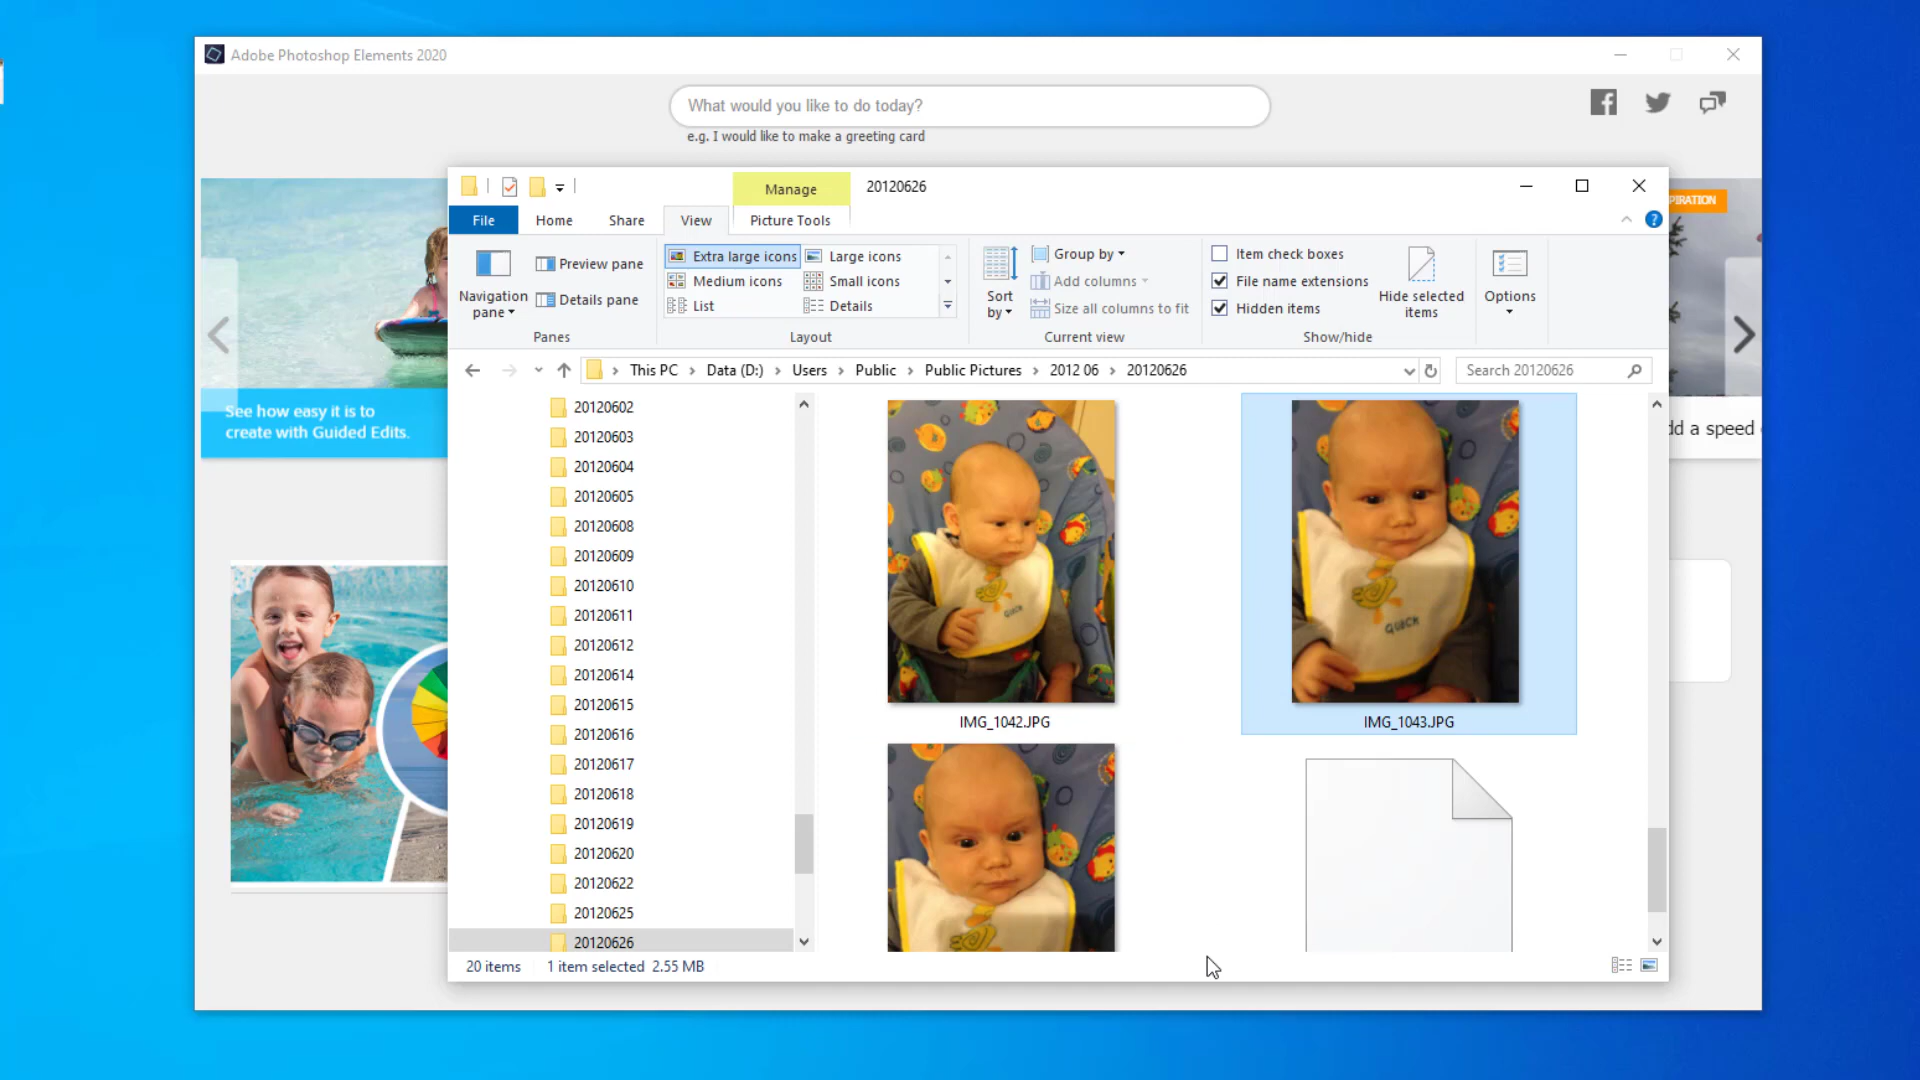 Adobe Photoshop Elements 2020
What would you like to do today?
e.g. I would like to make a greeting card
Manage
20120626
File
Home
Share
View
Picture Tools
Navigation pane
Preview pane
Details pane
Panes
Extra large icons
Large icons
Medium icons
Small icons
List
Details
Layout
Sort by
Group by
Add columns
Size all columns to fit
Current view
Item check boxes
File name extensions
Hidden items
Hide selected items
Show/hide
Options
This PC > Data (D:) > Users > Public > Public Pictures > 2012 06 > 20120626
Search 20120626
See how easy it is to
create with Guided Edits.
PIRATION
dd a speed
20120602
20120603
20120604
20120605
20120608
20120609
20120610
20120611
20120612
20120614
20120615
20120616
20120617
20120618
20120619
20120620
20120622
20120625
20120626
QUACK
QUACK
IMG_1042.JPG
IMG_1043.JPG
20 items
1 item selected 2.55 MB